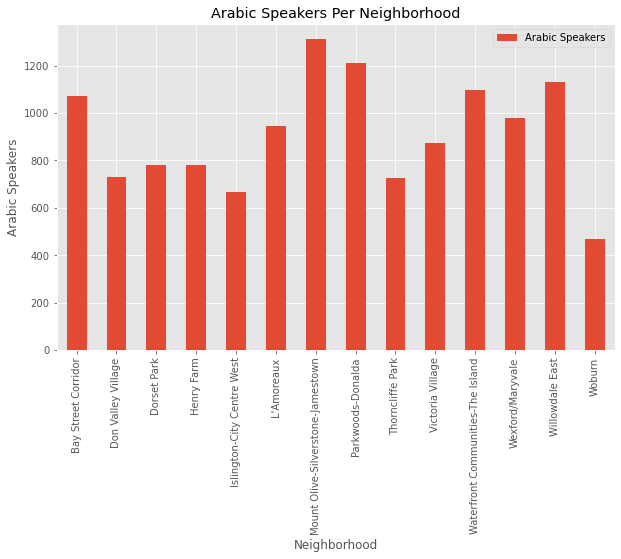 Arabic Speakers Per Neighborhood
Arabic Speakers
Arabic Speakers
1200
1000
800
600
400
200
0
Bay Street Corridor
Don Valley Village
Dorset Park
Henry Farm
Islington-City Centre West
L'Amoreaux
Mount Olive-Silverstone-Jamestown
Parkwoods-Donalda
Thorncliffe Park
Victoria Village
Waterfront Communities-The Island
Wexford/Maryvale
Willowdale East
Woburn
Neighborhood